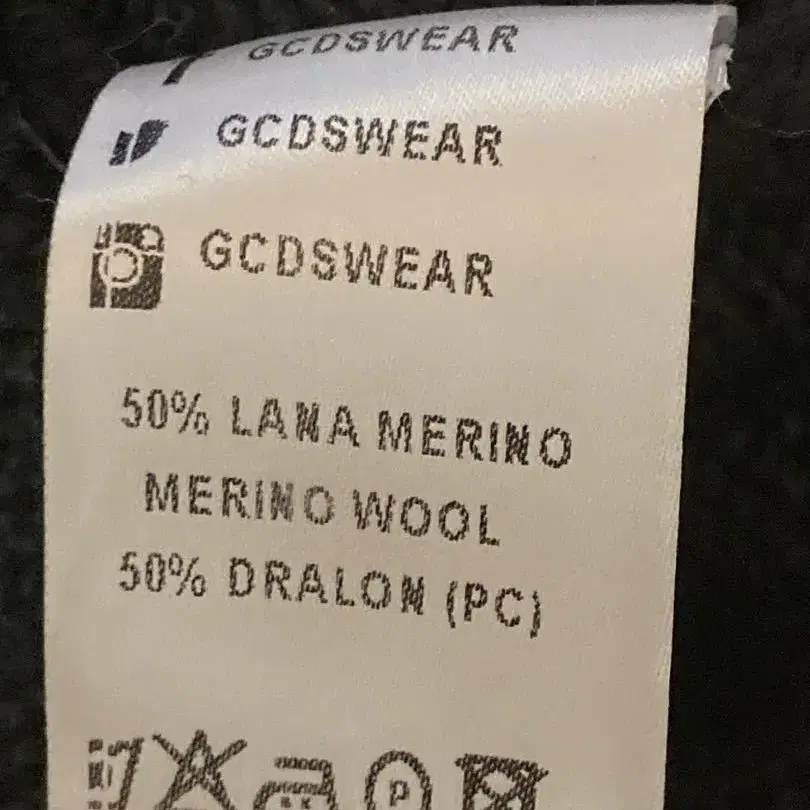 GCDSWEAR
GCDSWEAR
GCDSWEAR
50% LANA MERINO
MERINO WOOL
50% DRALON (PC)
P